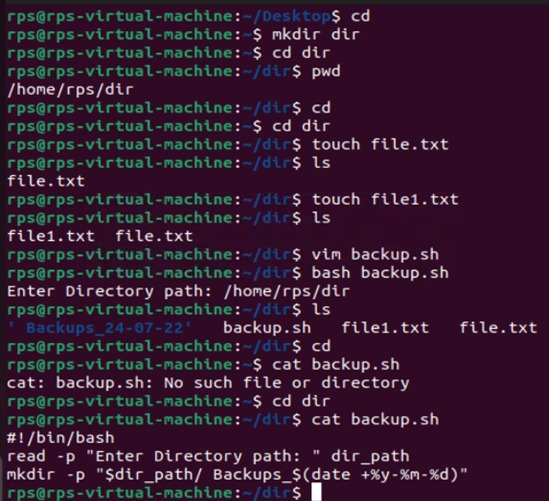 rps@rps-virtual-machine:~/Desktop$ cd
rps@rps-virtual-machine:~$ mkdir dir
rps@rps-virtual-machine:~$ cd dir
rps@rps-virtual-machine:~/dir$ pwd
/home/rps/dir
rps@rps-virtual-machine:~/dir$ cd
rps@rps-virtual-machine:~$ cd dir
rps@rps-virtual-machine:~/dir$ touch file.txt
rps@rps-virtual-machine:~/dir$ ls
file.txt
rps@rps-virtual-machine:~/dir$ touch file1.txt
rps@rps-virtual-machine:~/dir$ ls
file1.txt  file.txt
rps@rps-virtual-machine:~/dir$ vim backup.sh
rps@rps-virtual-machine:~/dir$ bash backup.sh
Enter Directory path: /home/rps/dir
rps@rps-virtual-machine:~/dir$ ls
' Backups_24-07-22'   backup.sh   file1.txt   file.txt
rps@rps-virtual-machine:~/dir$ cd
rps@rps-virtual-machine:~$ cat backup.sh
cat: backup.sh: No such file or directory
rps@rps-virtual-machine:~$ cd dir
rps@rps-virtual-machine:~/dir$ cat backup.sh
#!/bin/bash
read -p "Enter Directory path: " dir_path
mkdir -p "$dir_path/ Backups_$(date +%y-%m-%d)"
rps@rps-virtual-machine:~/dir$